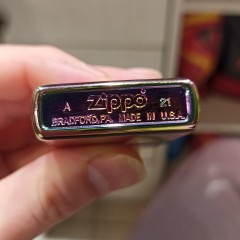 A Zippo 21
BRADFORD, PA. MADE IN U.S.A.